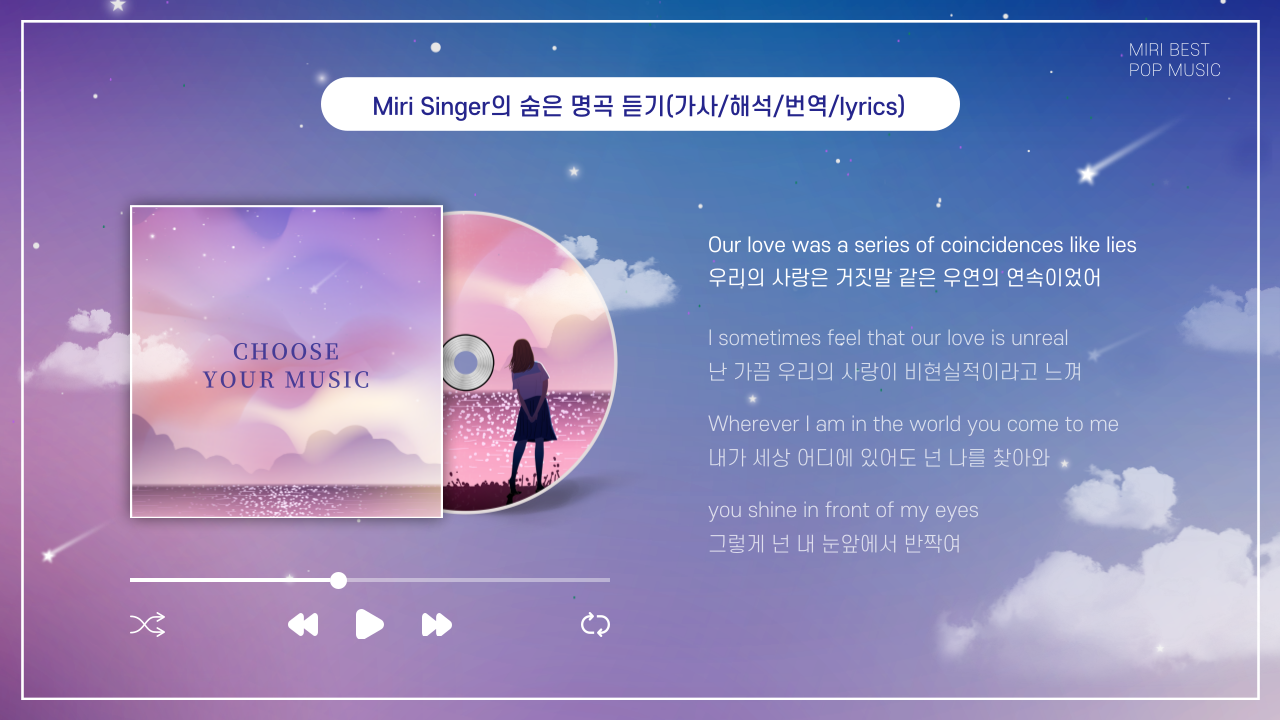 MIRI BEST
POP MUSIC
Miri Singer의 숨은 명곡 듣기(가사/해석/번역/lyrics)
CHOOSE
YOUR MUSIC
Our love was a series of coincidences like lies
우리의 사랑은 거짓말 같은 우연의 연속이었어
I sometimes feel that our love is unreal
난 가끔 우리의 사랑이 비현실적이라고 느껴
Wherever I am in the world you come to me
내가 세상 어디에 있어도 넌 나를 찾아와
you shine in front of my eyes
그렇게 넌 내 눈앞에서 반짝여